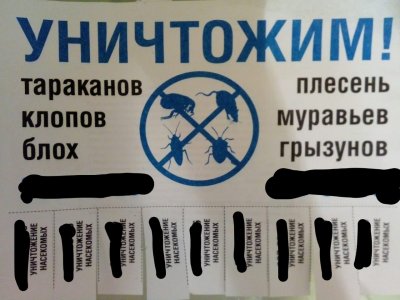 УНИЧТОЖИМ!
тараканов
клопов
блох
плесень
муравьев
грызунов
УНИЧТОЖЕНИЕ
НАСЕКОМЫХ
УНИЧТОЖЕНИЕ
НАСЕКОМЫХ
УНИЧТОЖЕНИЕ
НАСЕКОМЫХ
УНИЧТОЖЕНИЕ
НАСЕКОМЫХ
УНИЧТОЖЕНИЕ
НАСЕКОМЫХ
УНИЧТОЖЕНИЕ
НАСЕКОМЫХ
УНИЧТОЖЕНИЕ
НАСЕКОМЫХ
УНИЧТОЖЕНИЕ
НАСЕКОМЫХ
УНИЧТОЖЕНИЕ
НАСЕКОМЫХ